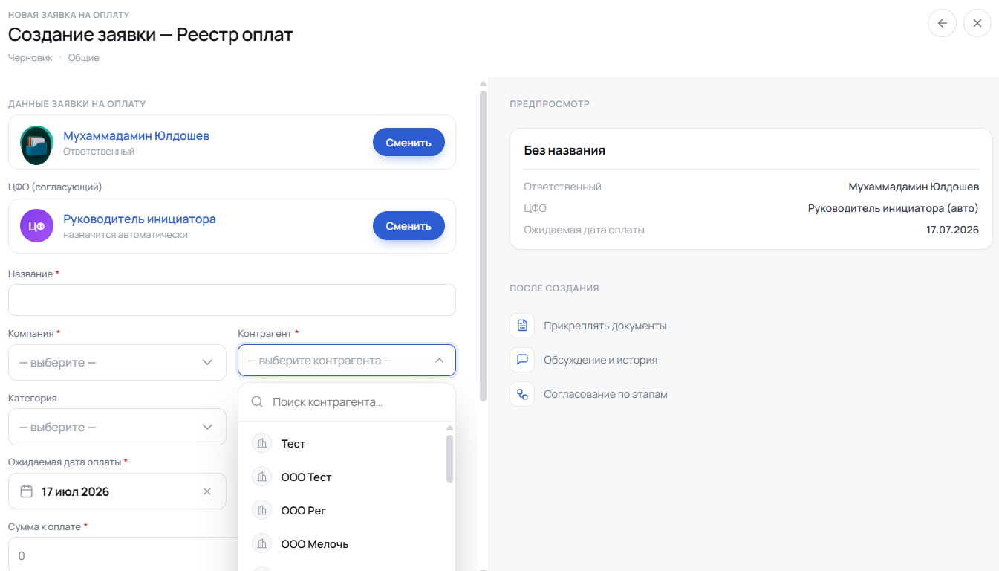 НОВАЯ ЗАЯВКА НА ОПЛАТУ
Создание заявки — Реестр оплат
Черновик • Общие
ДАННЫЕ ЗАЯВКИ НА ОПЛАТУ
Мухаммадамин Юлдошев
Ответственный
Сменить
ЦФО (согласующий)
ЦФ
Руководитель инициатора
назначится автоматически
Сменить
Название *
Компания *
— выберите —
Контрагент *
— выберите контрагента —
Поиск контрагента...
Тест
ООО Тест
ООО Рег
ООО Мелочь
Категория
— выберите —
Ожидаемая дата оплаты *
17 июл 2026
Сумма к оплате *
0
ПРЕДПРОСМОТР
Без названия
Ответственный Мухаммадамин Юлдошев
ЦФО Руководитель инициатора (авто)
Ожидаемая дата оплаты 17.07.2026
ПОСЛЕ СОЗДАНИЯ
Прикреплять документы
Обсуждение и история
Согласование по этапам